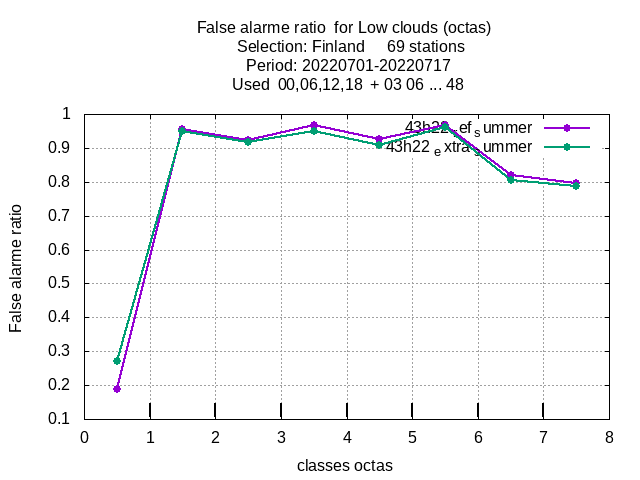 False alarme ratio  for Low clouds (octas)
Selection: Finland     69 stations
Period: 20220701-20220717
Used  00,06,12,18  + 03 06 ... 48
1
0.9
0.8
0.7
0.6
0.5
0.4
0.3
0.2
0.1
False alarme ratio
43h22_ref_summer
43h22_extra_summer
0 1 2 3 4 5 6 7 8
classes octas